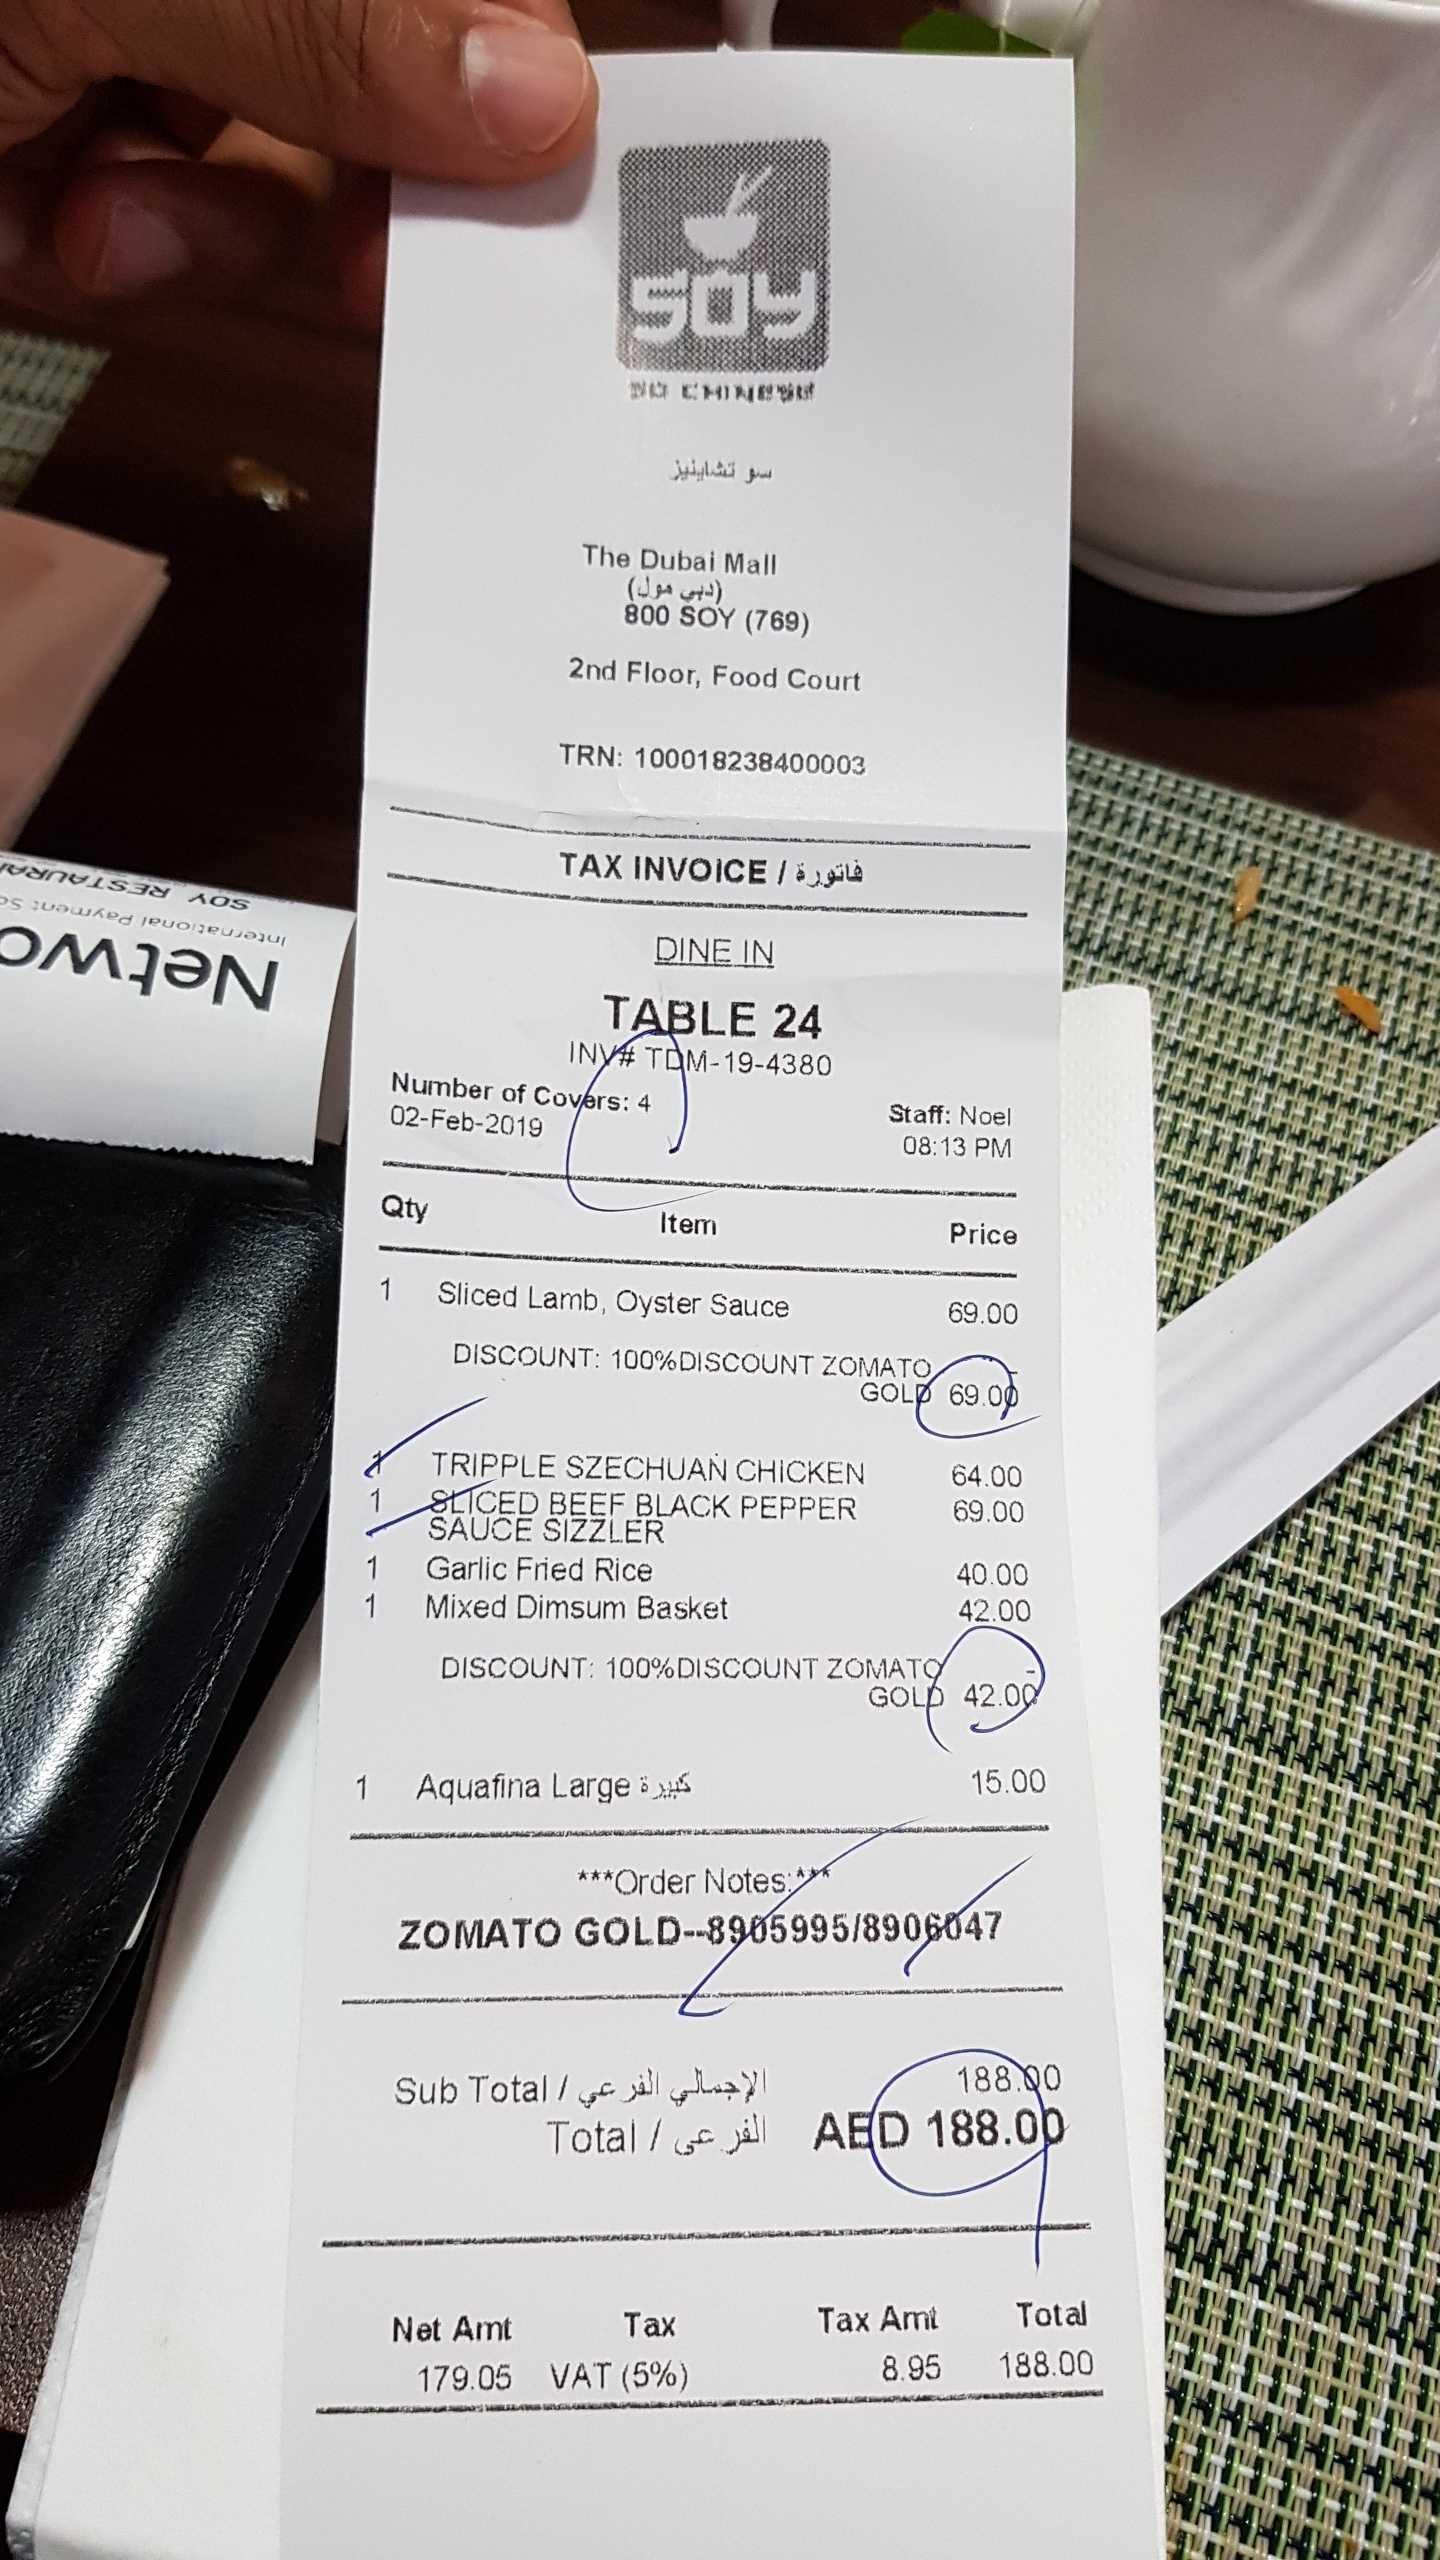 SOY
SO CHINESE
سو تشاينيز
The Dubai Mall
(دبي مول)
800 SOY (769)
2nd Floor, Food Court
TRN: 100018238400003
TAX INVOICE / فاتورة
DINE IN
TABLE 24
INV# TDM-19-4380
Number of Covers: 4
Staff: Noel
02-Feb-2019
08:13 PM
Qty Item Price
1 Sliced Lamb, Oyster Sauce 69.00
DISCOUNT: 100%DISCOUNT ZOMATO -
GOLD 69.00
1 TRIPPLE SZECHUAN CHICKEN 64.00
1 SLICED BEEF BLACK PEPPER 69.00
SAUCE SIZZLER
1 Garlic Fried Rice 40.00
1 Mixed Dimsum Basket 42.00
DISCOUNT: 100%DISCOUNT ZOMATO -
GOLD 42.00
1 Aquafina Large كبيرة 15.00
***Order Notes:***
ZOMATO GOLD--8905995/8906047
Sub Total / الإجمالي الفرعي 188.00
Total / الفرعي AED 188.00
Net Amt Tax Tax Amt Total
179.05 VAT (5%) 8.95 188.00
Netwo
International Payment
SOY RESTAURA